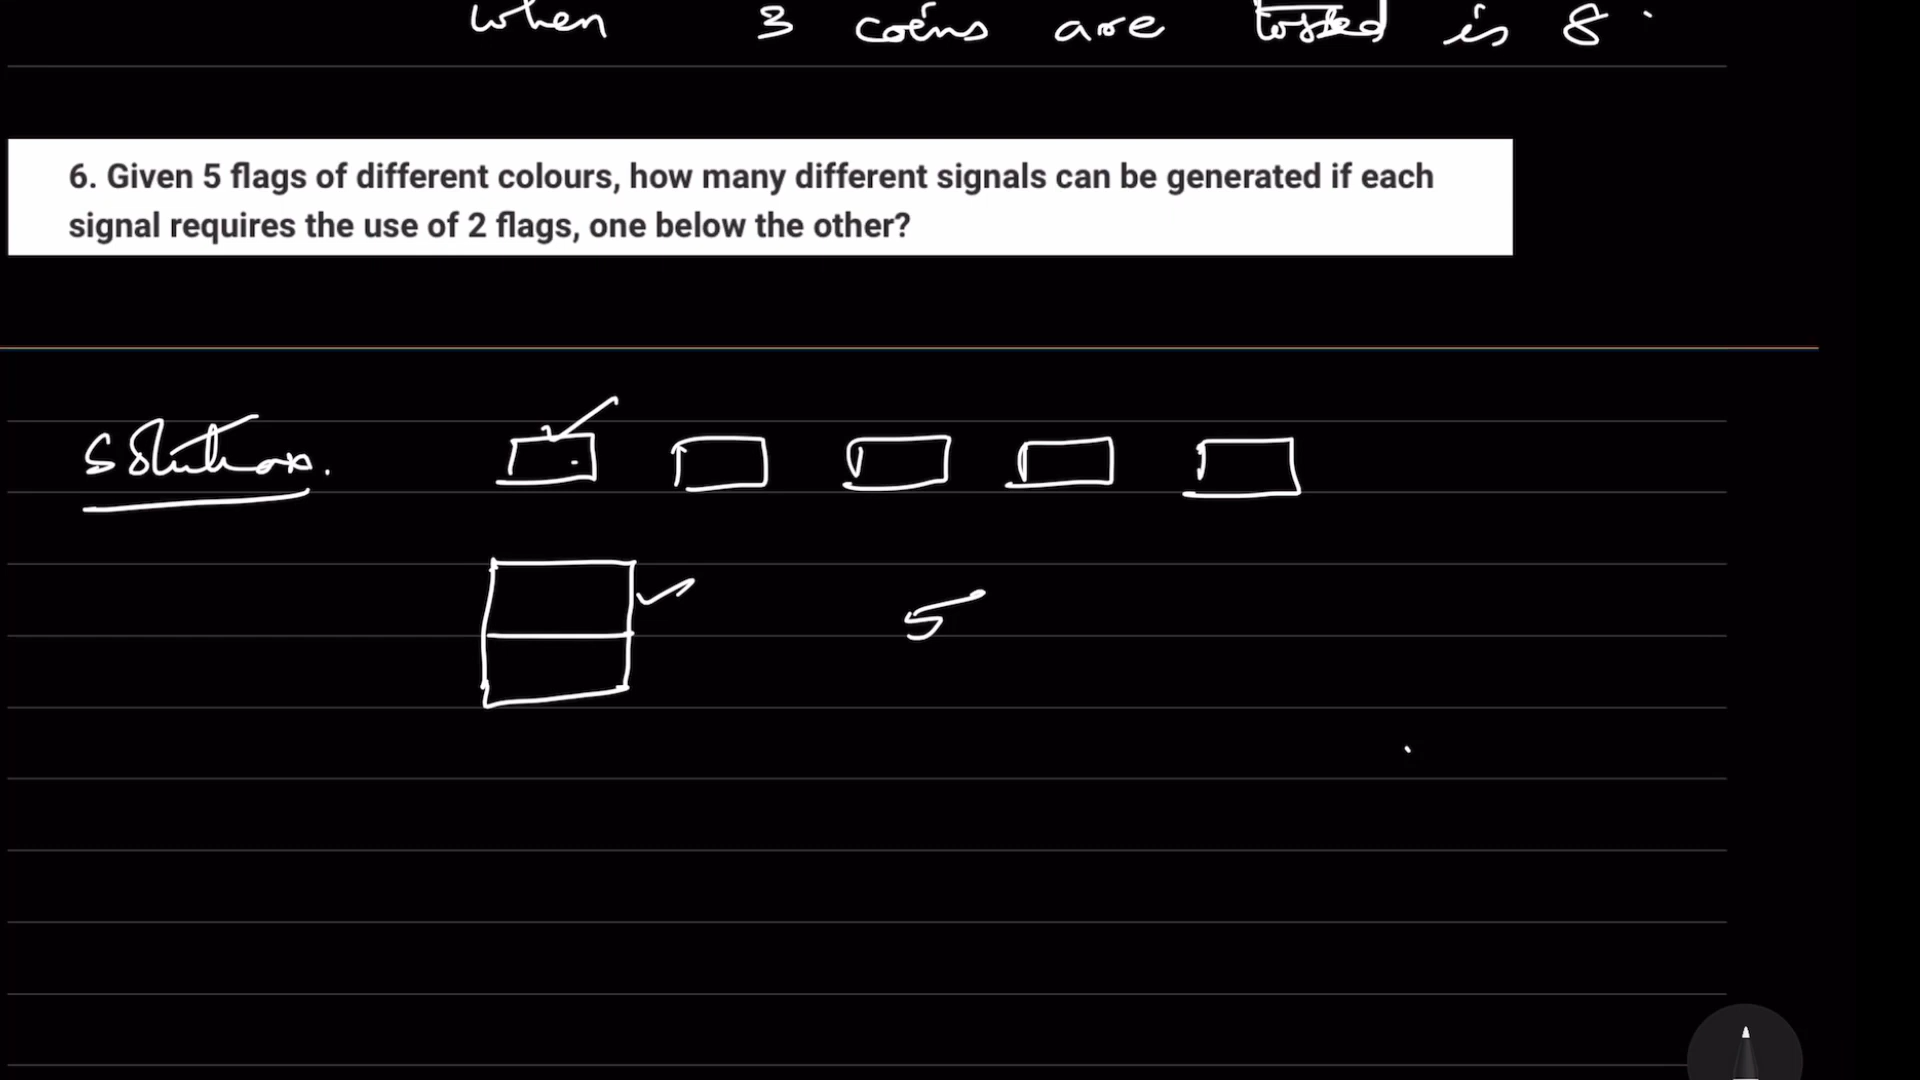 when 3 coins are tossed is 8.
6. Given 5 flags of different colours, how many different signals can be generated if each
signal requires the use of 2 flags, one below the other?
Solution.
5